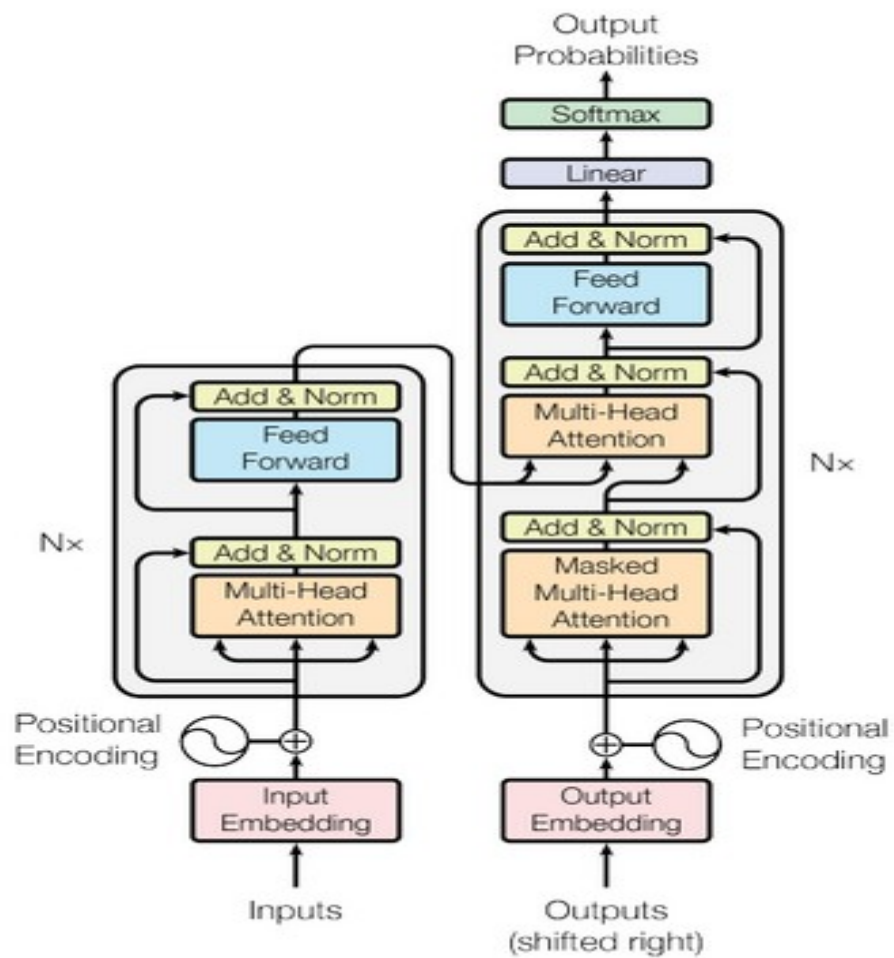 Output
Probabilities
Softmax
Linear
Add & Norm
Feed
Forward
Add & Norm
Multi-Head
Attention
Nx
Add & Norm
Masked
Multi-Head
Attention
Add & Norm
Feed
Forward
Nx
Add & Norm
Multi-Head
Attention
Positional
Encoding
Positional
Encoding
Input
Embedding
Output
Embedding
Inputs
Outputs
(shifted right)